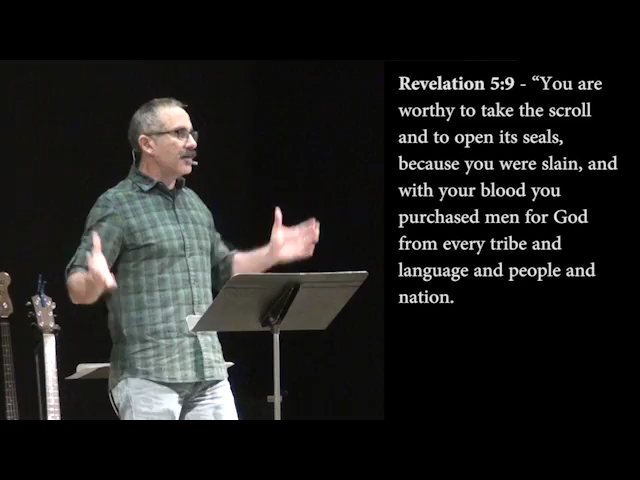 Revelation 5:9 - “You are
worthy to take the scroll
and to open its seals,
because you were slain, and
with your blood you
purchased men for God
from every tribe and
language and people and
nation.